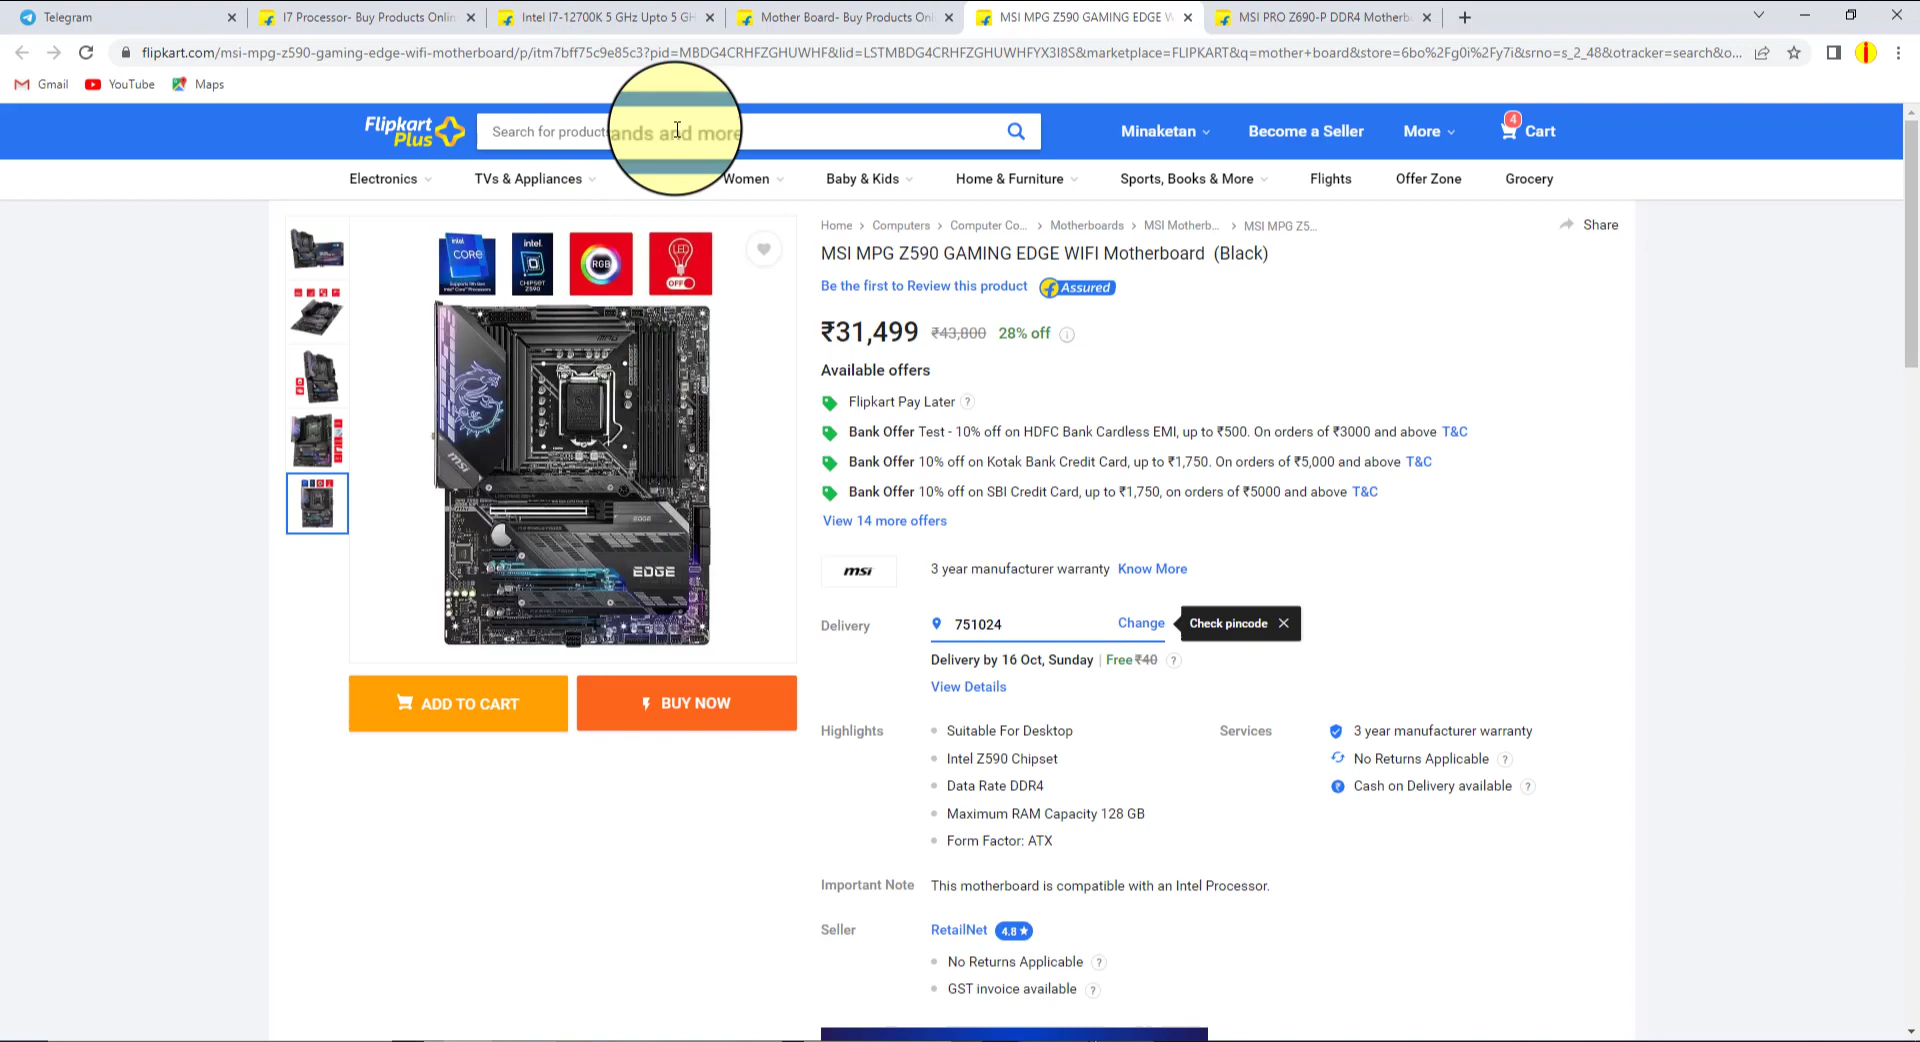 Telegram
I7 Processor- Buy Products Onlin
Intel I7-12700K 5 GHz Upto 5 GH
Mother Board- Buy Products Onl
MSI MPG Z590 GAMING EDGE W
MSI PRO Z690-P DDR4 Motherb
flipkart.com/msi-mpg-z590-gaming-edge-wifi-motherboard/p/itm7bff75c9e85c3?pid=MBDG4CRHFZGHUWHF&lid=LSTMBDG4CRHFZGHUWHFYX3I8S&marketplace=FLIPKART&q=mother+board&store=6bo%2Fg0i%2Fy7i&srno=s_2_48&otracker=search&o...
Gmail
YouTube
Maps
Flipkart
Plus
Search for products
ands and more
Minaketan
Become a Seller
More
4
Cart
Electronics
TVs & Appliances
Women
Baby & Kids
Home & Furniture
Sports, Books & More
Flights
Offer Zone
Grocery
Home
Computers
Computer Co...
Motherboards
MSI Motherb...
MSI MPG Z5...
Share
MSI MPG Z590 GAMING EDGE WIFI Motherboard (Black)
Be the first to Review this product
Assured
₹31,499 ₹43,800 28% off
Available offers
Flipkart Pay Later ?
Bank Offer Test - 10% off on HDFC Bank Cardless EMI, up to ₹500. On orders of ₹3000 and above T&C
Bank Offer 10% off on Kotak Bank Credit Card, up to ₹1,750. On orders of ₹5,000 and above T&C
Bank Offer 10% off on SBI Credit Card, up to ₹1,750, on orders of ₹5000 and above T&C
View 14 more offers
intel
CORE
intel.
CHIPSET
Z590
RGB
LED
OFF
msi
EDGE
EDGE
msi
3 year manufacturer warranty Know More
Delivery
751024
Change
Check pincode
Delivery by 16 Oct, Sunday | Free ₹40 ?
View Details
ADD TO CART
BUY NOW
Highlights
Suitable For Desktop
Intel Z590 Chipset
Data Rate DDR4
Maximum RAM Capacity 128 GB
Form Factor: ATX
Services
3 year manufacturer warranty
No Returns Applicable ?
Cash on Delivery available ?
Important Note
This motherboard is compatible with an Intel Processor.
Seller
RetailNet 4.8 ★
No Returns Applicable ?
GST invoice available ?